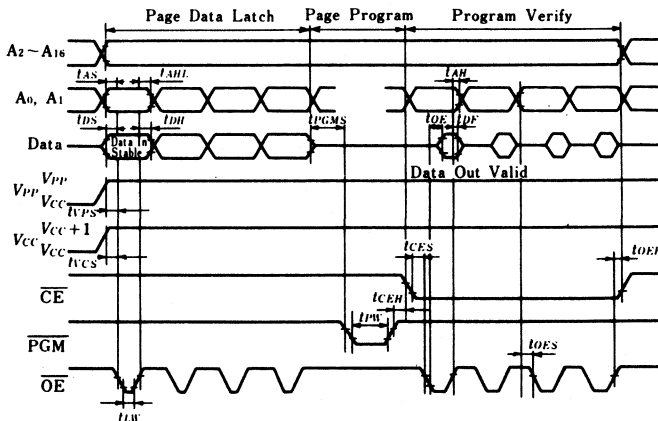 Page Data Latch Page Program Program Verify
A2~A16
tAS tAHL tAH
A0, A1
tDS tDH tPGMS tOE tDF
Data Data In Stable
Data Out Valid
VPP VPP
VCC
tVPS
VCC VCC+1
VCC
tVCS
tCES tOEH
CE
tCEH
tPW
PGM
tOES
OE
tLW